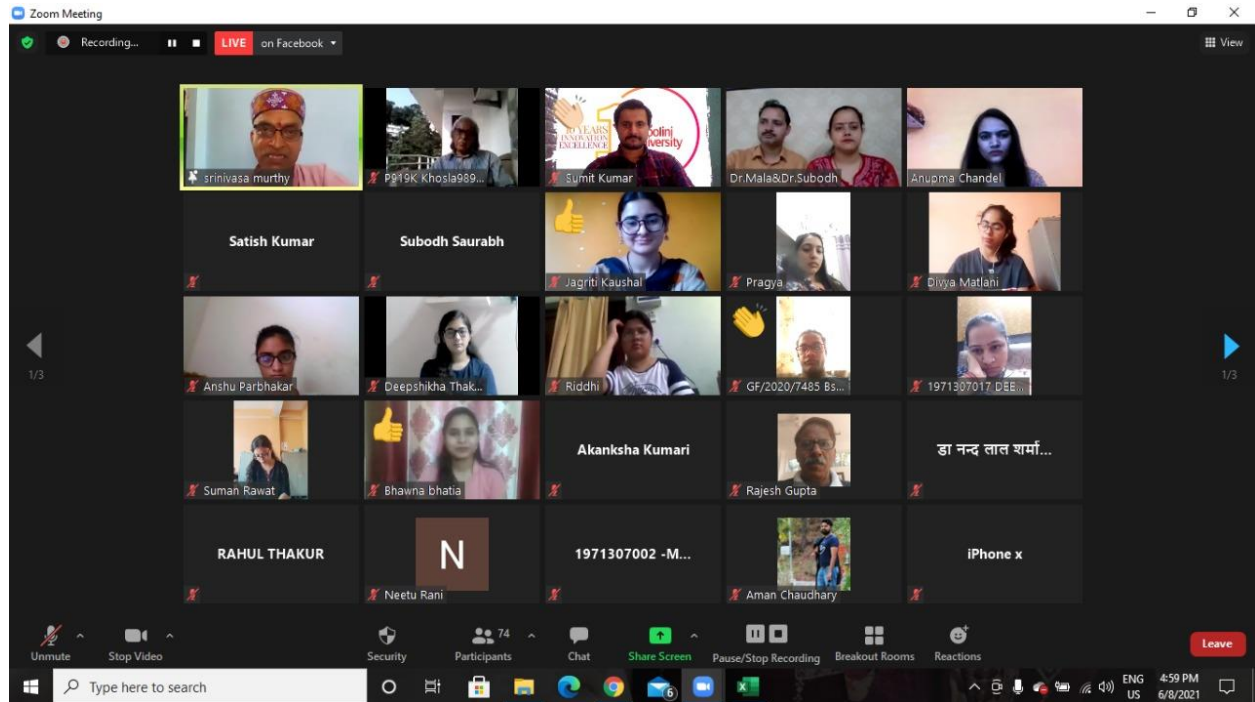 Zoom Meeting
Recording...
LIVE on Facebook
View
10 YEARS
INNOVATION
EXCELLENCE
srinivasa murthy
P919K Khosla989...
Sumit Kumar
Dr.Mala&Dr.Subodh
Anupma Chandel
Satish Kumar
Subodh Saurabh
Jagriti Kaushal
Pragya
Divya Matlani
Anshu Parbhakar
Deepshikha Thak...
Riddhi
GF/2020/7485 Bs...
1971307017 DEE...
1/3
1/3
Suman Rawat
Bhawna bhatia
Akanksha Kumari
Rajesh Gupta
डा नन्द लाल शर्मा...
RAHUL THAKUR
N
Neetu Rani
1971307002 -M...
Aman Chaudhary
iPhone x
Unmute
Stop Video
Security
74
Participants
Chat
Share Screen
Pause/Stop Recording
Breakout Rooms
Reactions
Leave
Type here to search
6
ENG
US
4:59 PM
6/8/2021